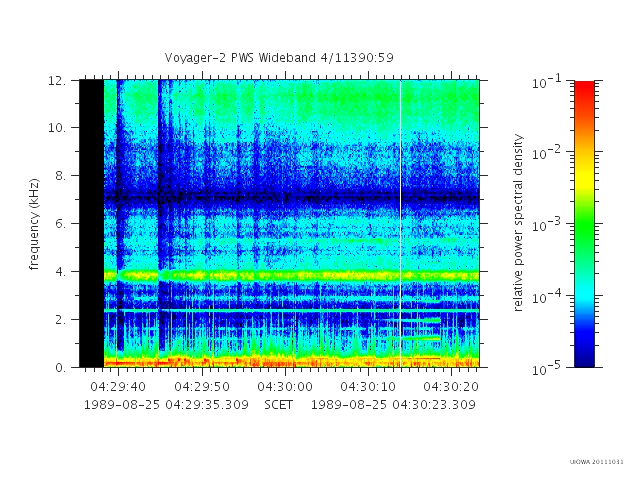 Voyager-2 PWS Wideband 4/11390:59
12.
10.
8.
6.
4.
2.
0.
frequency (kHz)
04:29:40 04:29:50 04:30:00 04:30:10 04:30:20
1989-08-25 04:29:35.309 SCET 1989-08-25 04:30:23.309
relative power spectral density
10⁻¹
10⁻²
10⁻³
10⁻⁴
10⁻⁵
UIOWA 20111031